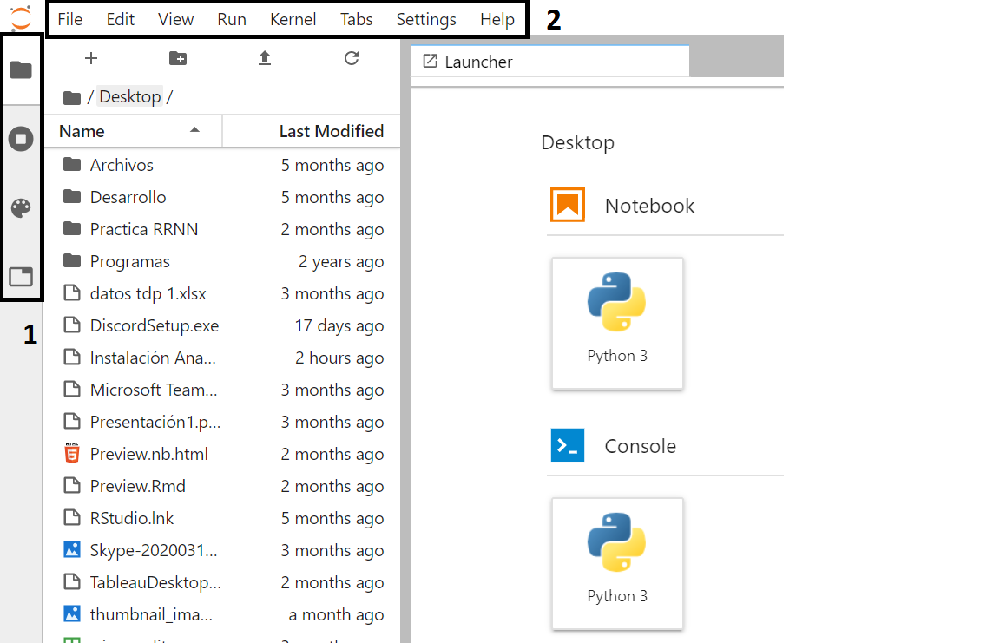 File Edit View Run Kernel Tabs Settings Help 2
Launcher
/ Desktop /
Name Last Modified
Archivos 5 months ago
Desarrollo 5 months ago
Practica RRNN 2 months ago
Programas 2 years ago
datos tdp 1.xlsx 3 months ago
DiscordSetup.exe 17 days ago
Instalación Ana... 2 hours ago
Microsoft Team... 3 months ago
Presentación1.p... 3 months ago
Preview.nb.html 2 months ago
Preview.Rmd 2 months ago
RStudio.lnk 5 months ago
Skype-2020031... 3 months ago
TableauDesktop... 2 months ago
thumbnail_ima... a month ago
1
Desktop
Notebook
Python 3
Console
Python 3